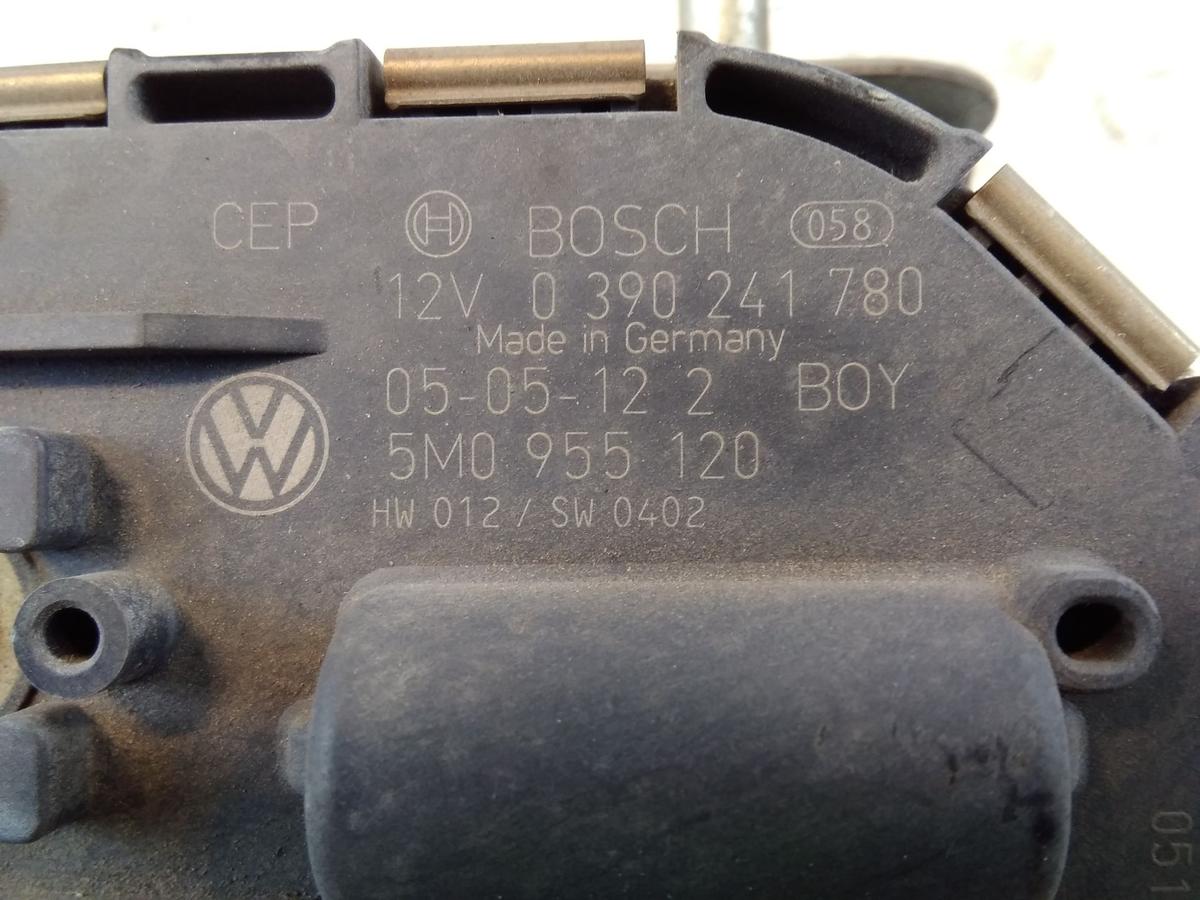 CEP BOSCH 058
12V 0 390 241 780
Made in Germany
05-05-12 2 BOY
5M0 955 120
HW 012 / SW 0402
051